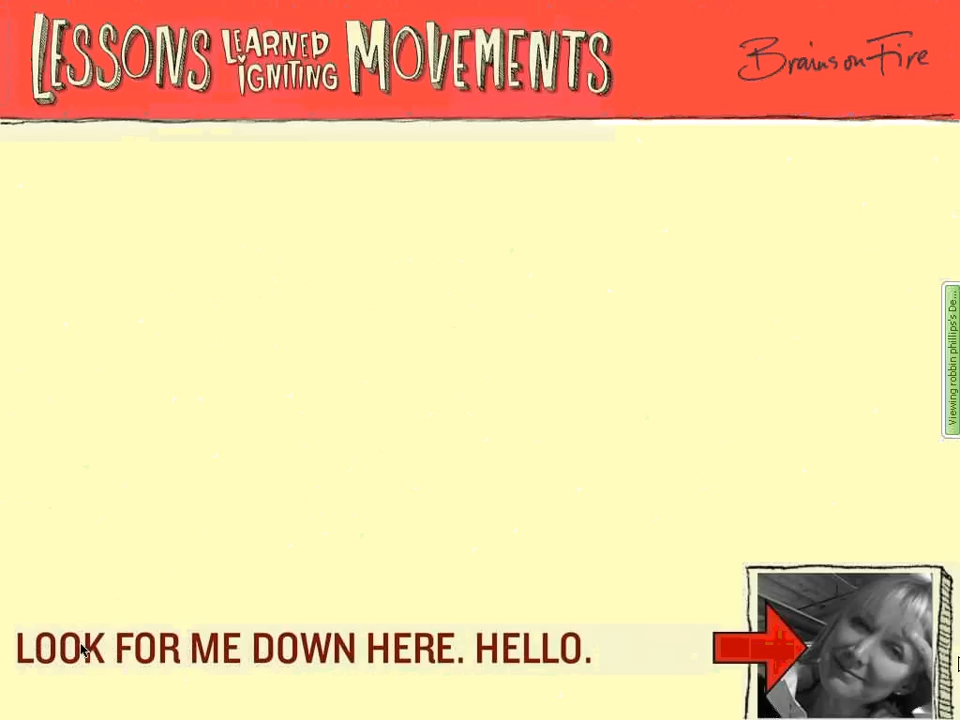 LESSONS LEARNED IGNITING MOVEMENTS
Brains on Fire
Viewing robbin phillips's De...
LOOK FOR ME DOWN HERE. HELLO.